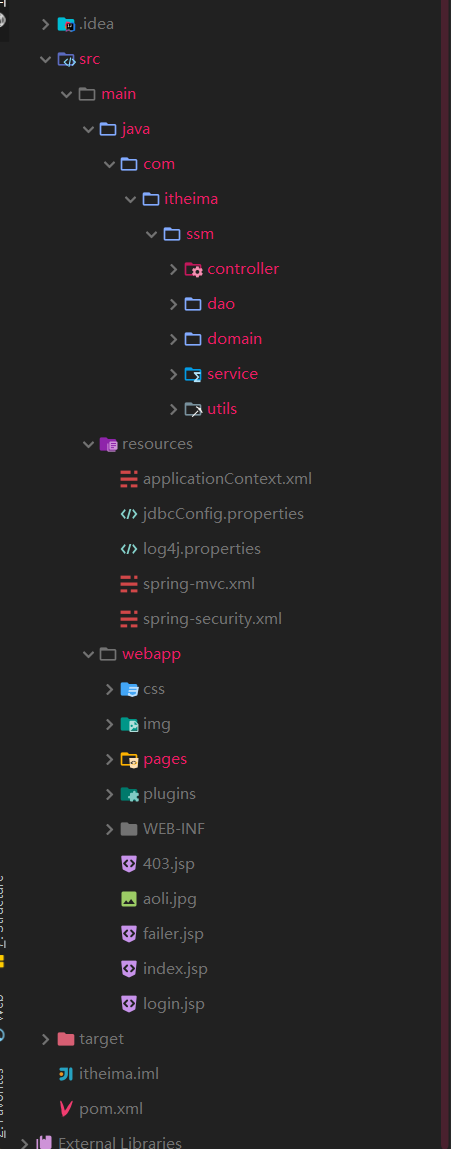 .idea
src
main
java
com
itheima
ssm
controller
dao
domain
service
utils
resources
applicationContext.xml
jdbcConfig.properties
log4j.properties
spring-mvc.xml
spring-security.xml
webapp
css
img
pages
plugins
WEB-INF
403.jsp
aoli.jpg
failer.jsp
index.jsp
login.jsp
target
itheima.iml
pom.xml
External Libraries